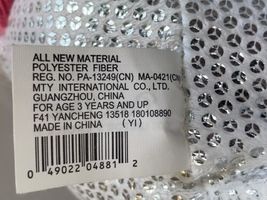 ALL NEW MATERIAL
POLYESTER FIBER
REG. NO. PA-13249(CN) MA-0421(CN
MTY INTERNATIONAL CO., LTD.
GUANGZHOU, CHINA
FOR AGE 3 YEARS AND UP
F41 YANCHENG 13518 180108890
MADE IN CHINA (YI)
0 49022 04881 2